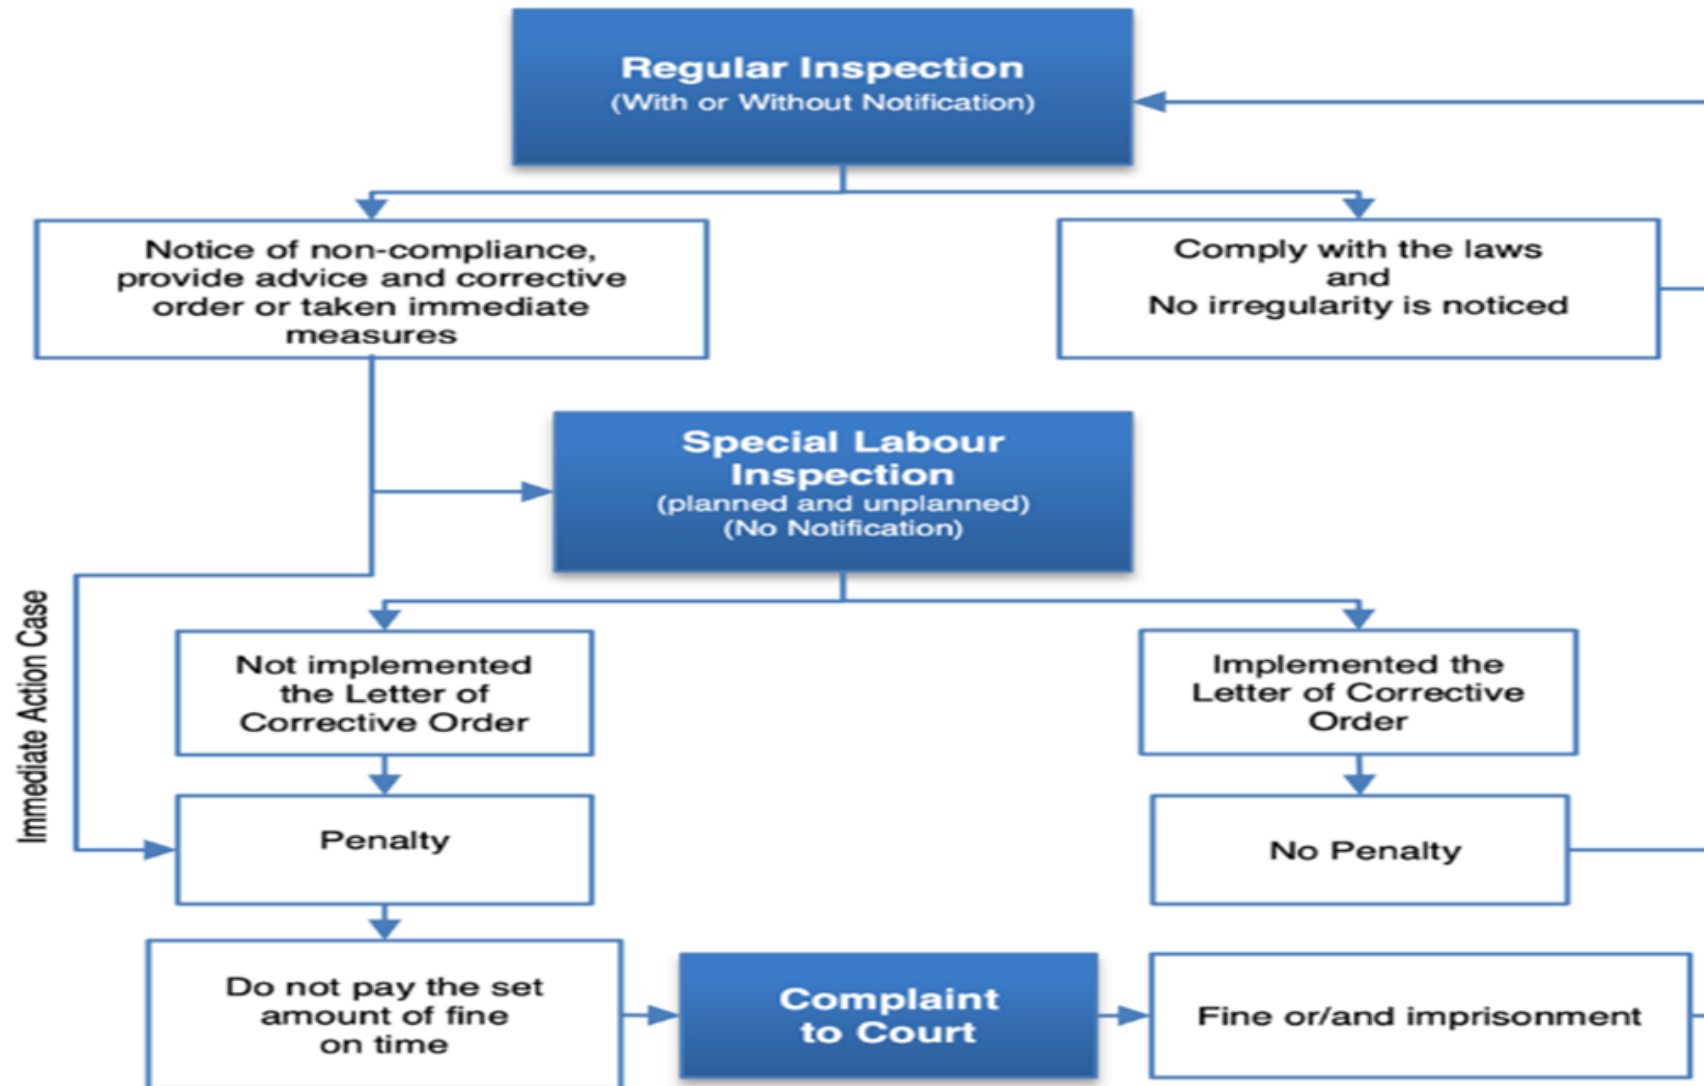 Regular Inspection
(With or Without Notification)
Notice of non-compliance,
provide advice and corrective
order or taken immediate
measures
Comply with the laws
and
No irregularity is noticed
Special Labour
Inspection
(planned and unplanned)
(No Notification)
Immediate Action Case
Not implemented
the Letter of
Corrective Order
Implemented the
Letter of Corrective
Order
Penalty
No Penalty
Do not pay the set
amount of fine
on time
Complaint
to Court
Fine or/and imprisonment